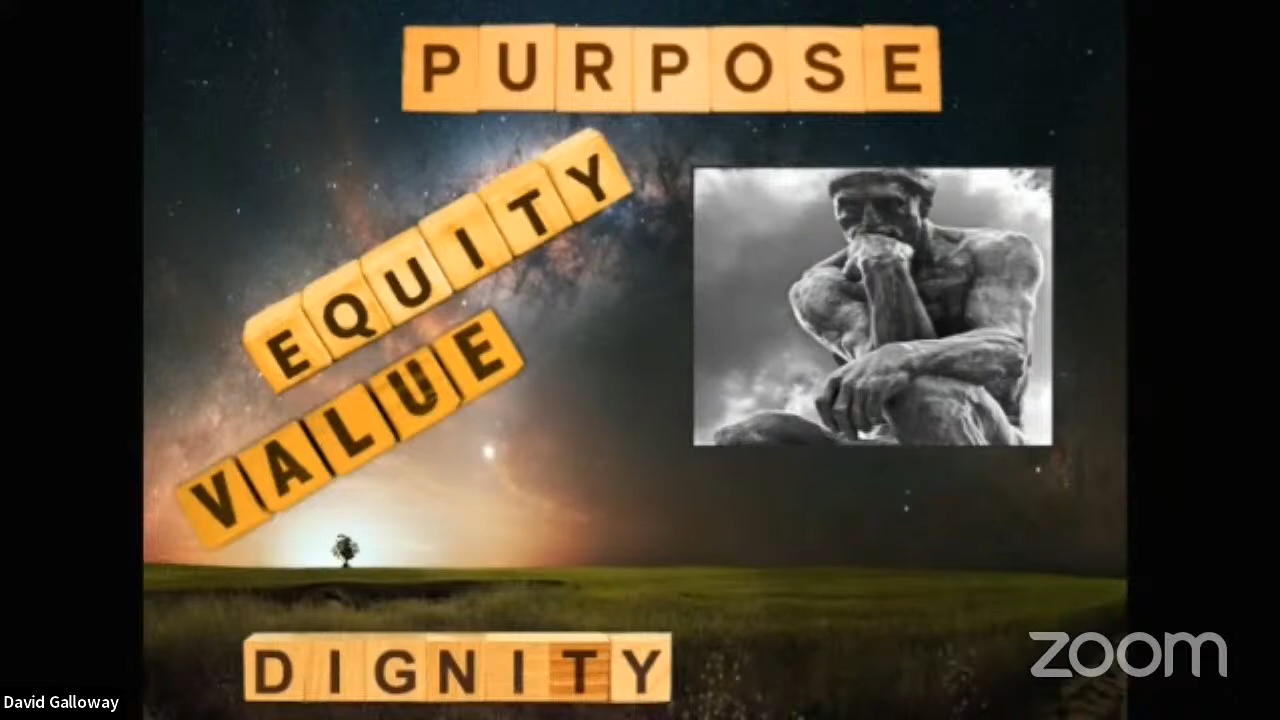 PURPOSE
EQUITY
VALUE
DIGNITY
zoom
David Galloway